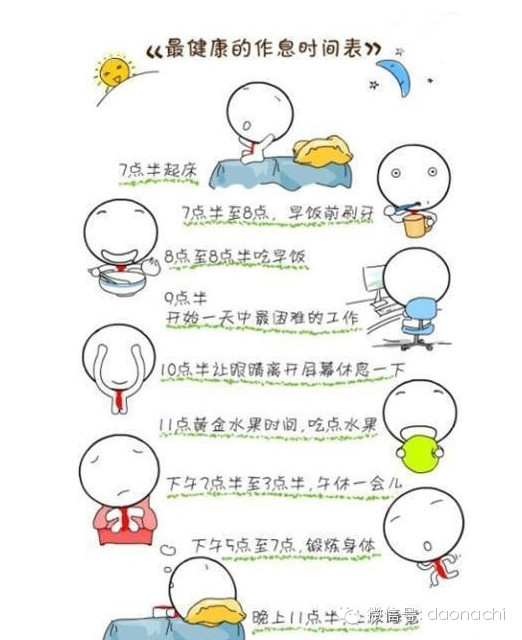 《最健康的作息时间表》
7点半起床
7点半至8点，早饭前刷牙
8点至8点半吃早饭
9点半
开始一天中最困难的工作
10点半让眼睛离开屏幕休息一下
11点黄金水果时间，吃点水果
下午2点半至3点半，午休一会儿
下午5点至7点，锻炼身体
晚上11点半，上床
微信号: daonachi